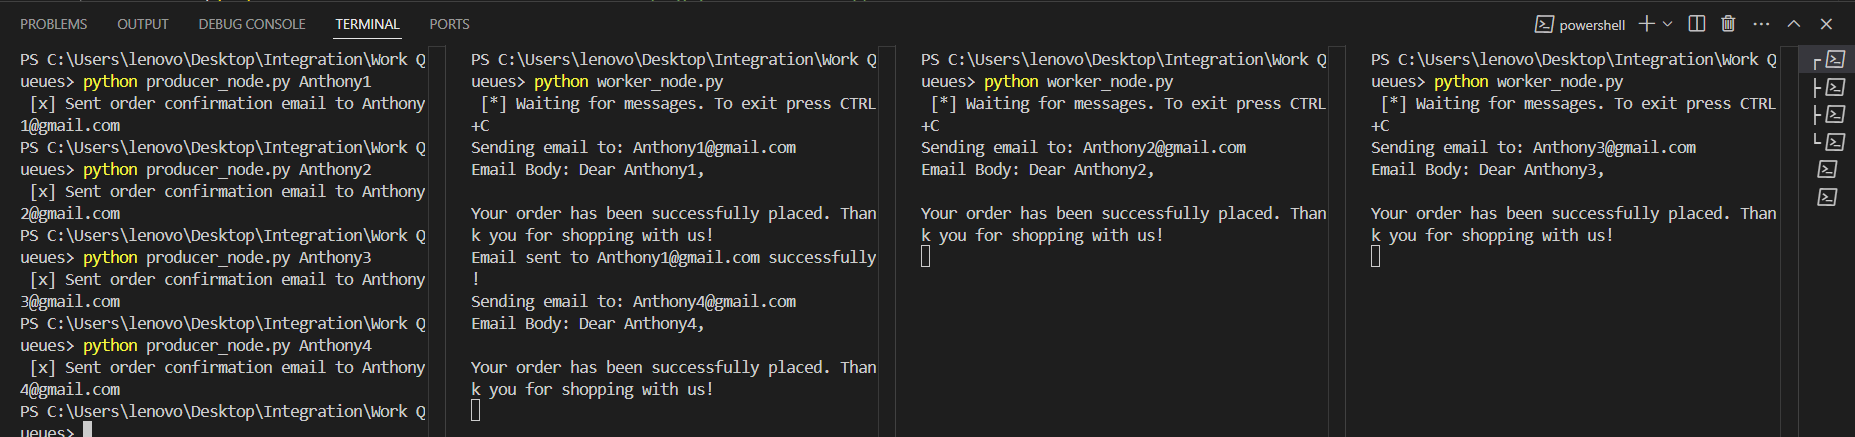 PROBLEMS OUTPUT DEBUG CONSOLE TERMINAL PORTS powershell
PS C:\Users\lenovo\Desktop\Integration\Work Q
ueues> python producer_node.py Anthony1
 [x] Sent order confirmation email to Anthony
1@gmail.com
PS C:\Users\lenovo\Desktop\Integration\Work Q
ueues> python producer_node.py Anthony2
 [x] Sent order confirmation email to Anthony
2@gmail.com
PS C:\Users\lenovo\Desktop\Integration\Work Q
ueues> python producer_node.py Anthony3
 [x] Sent order confirmation email to Anthony
3@gmail.com
PS C:\Users\lenovo\Desktop\Integration\Work Q
ueues> python producer_node.py Anthony4
 [x] Sent order confirmation email to Anthony
4@gmail.com
PS C:\Users\lenovo\Desktop\Integration\Work Q
ueues>
PS C:\Users\lenovo\Desktop\Integration\Work Q
ueues> python worker_node.py
 [*] Waiting for messages. To exit press CTRL
+C
Sending email to: Anthony1@gmail.com
Email Body: Dear Anthony1,
Your order has been successfully placed. Than
k you for shopping with us!
Email sent to Anthony1@gmail.com successfully
!
Sending email to: Anthony4@gmail.com
Email Body: Dear Anthony4,
Your order has been successfully placed. Than
k you for shopping with us!
PS C:\Users\lenovo\Desktop\Integration\Work Q
ueues> python worker_node.py
 [*] Waiting for messages. To exit press CTRL
+C
Sending email to: Anthony2@gmail.com
Email Body: Dear Anthony2,
Your order has been successfully placed. Than
k you for shopping with us!
PS C:\Users\lenovo\Desktop\Integration\Work Q
ueues> python worker_node.py
 [*] Waiting for messages. To exit press CTRL
+C
Sending email to: Anthony3@gmail.com
Email Body: Dear Anthony3,
Your order has been successfully placed. Than
k you for shopping with us!